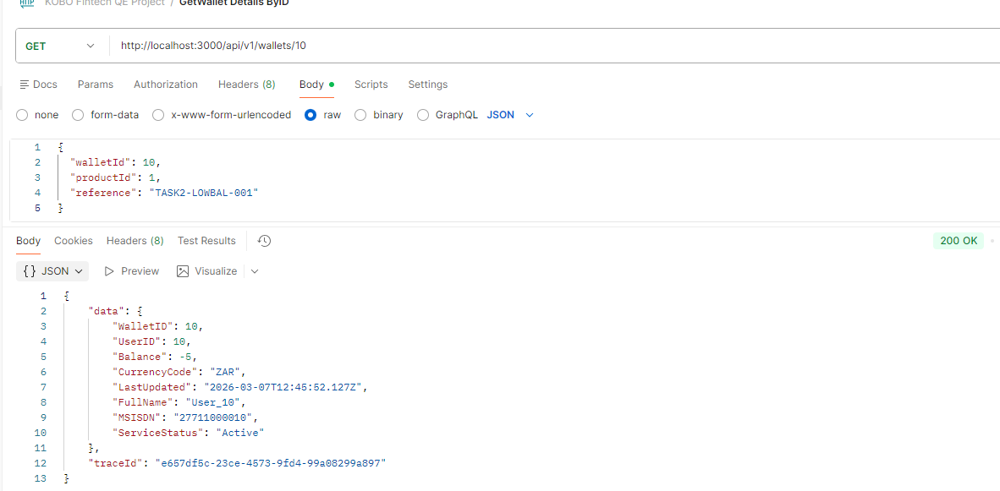 HTTP KOBO Fintech QE Project / GetWallet Details ByID
GET http://localhost:3000/api/v1/wallets/10
Docs Params Authorization Headers (8) Body Scripts Settings
none form-data x-www-form-urlencoded raw binary GraphQL JSON
1 {
2 "walletId": 10,
3 "productId": 1,
4 "reference": "TASK2-LOWBAL-001"
5 }
Body Cookies Headers (8) Test Results 200 OK
{} JSON Preview Visualize
1 {
2 "data": {
3 "WalletID": 10,
4 "UserID": 10,
5 "Balance": -5,
6 "CurrencyCode": "ZAR",
7 "LastUpdated": "2026-03-07T12:45:52.127Z",
8 "FullName": "User_10",
9 "MSISDN": "27711000010",
10 "ServiceStatus": "Active"
11 },
12 "traceId": "e657df5c-23ce-4573-9fd4-99a08299a897"
13 }